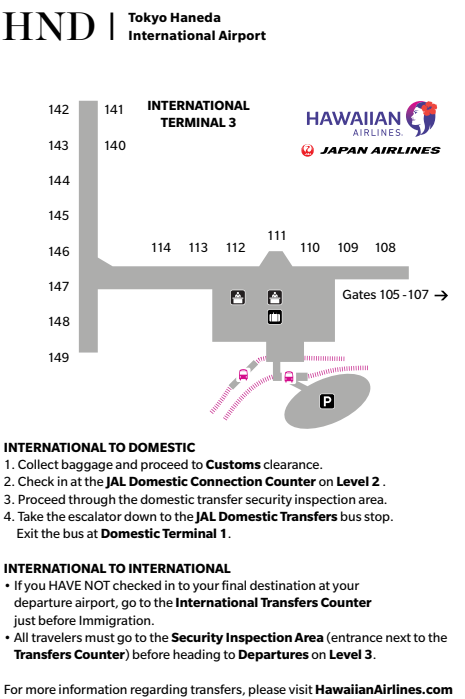 HND | Tokyo Haneda
International Airport
INTERNATIONAL
TERMINAL 3
HAWAIIAN
AIRLINES.
JAPAN AIRLINES
142 141
143 140
144
145
146
147
148
149
114 113 112 111 110 109 108
Gates 105 -107 →
P
INTERNATIONAL TO DOMESTIC
1. Collect baggage and proceed to Customs clearance.
2. Check in at the JAL Domestic Connection Counter on Level 2 .
3. Proceed through the domestic transfer security inspection area.
4. Take the escalator down to the JAL Domestic Transfers bus stop.
Exit the bus at Domestic Terminal 1.
INTERNATIONAL TO INTERNATIONAL
• If you HAVE NOT checked in to your final destination at your
departure airport, go to the International Transfers Counter
just before Immigration.
• All travelers must go to the Security Inspection Area (entrance next to the
Transfers Counter) before heading to Departures on Level 3.
For more information regarding transfers, please visit HawaiianAirlines.com